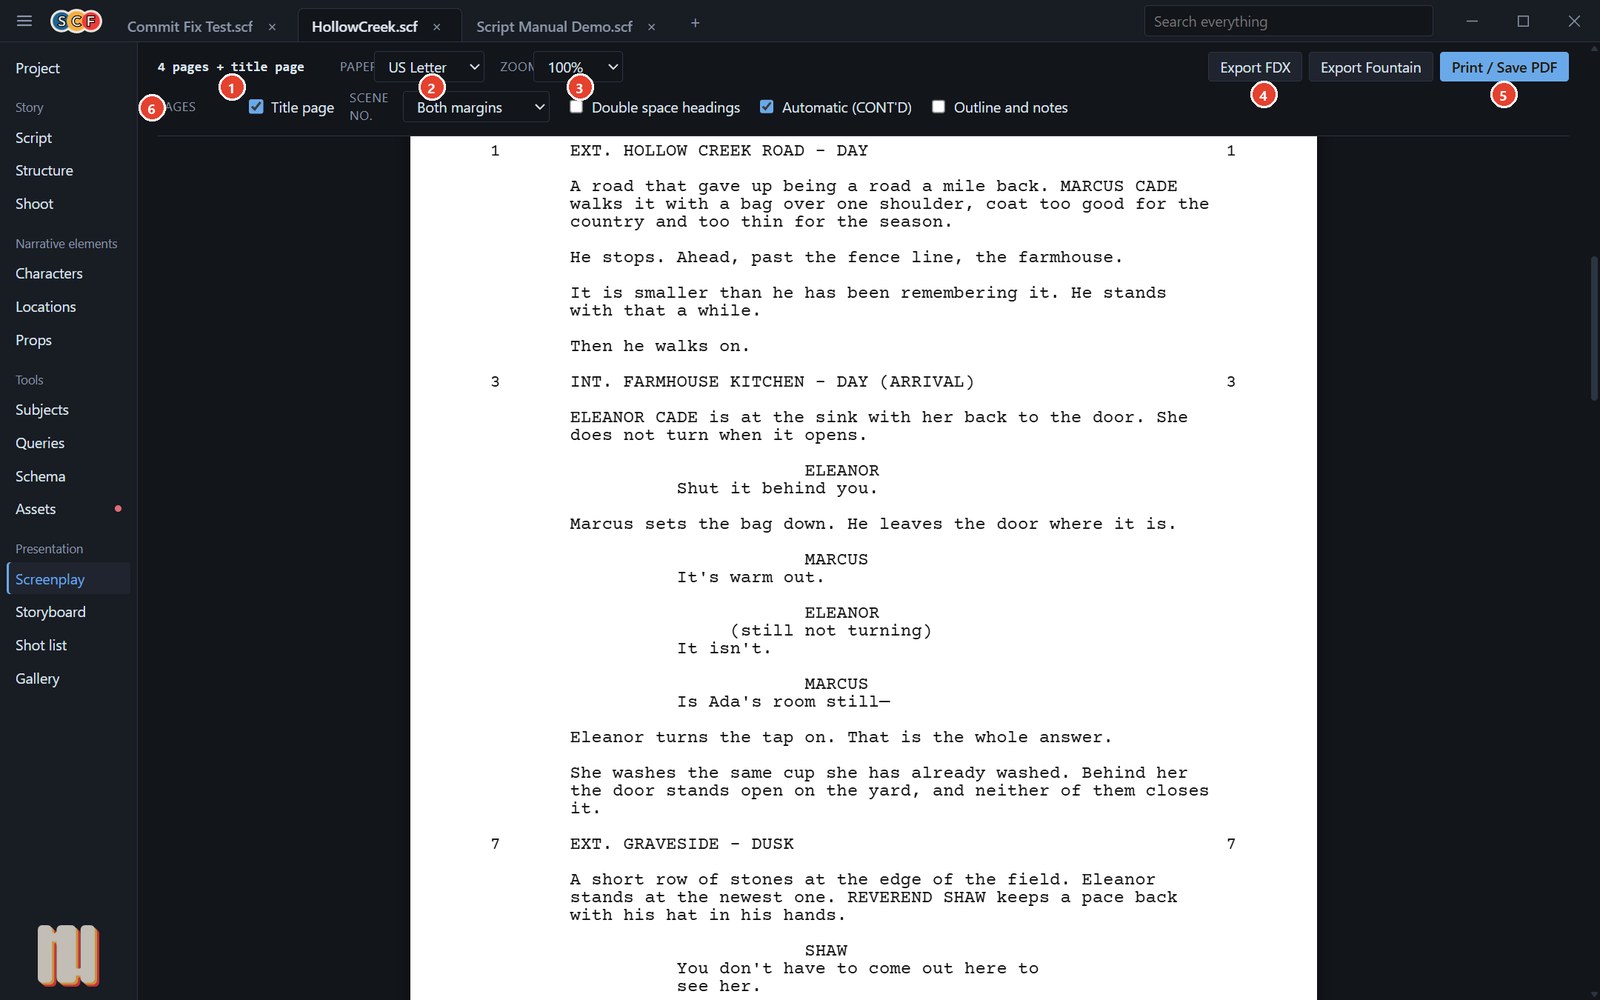 SCF
Commit Fix Test.scf ×
HollowCreek.scf ×
Script Manual Demo.scf ×
+
Search everything
Project
Story
Script
Structure
Shoot
Narrative elements
Characters
Locations
Props
Tools
Subjects
Queries
Schema
Assets
Presentation
Screenplay
Storyboard
Shot list
Gallery
4 pages + title page
PAPER US Letter
ZOOM 100%
Export FDX
Export Fountain
Print / Save PDF
1
2
3
4
5
6
AGES
Title page
SCENE
NO.
Both margins
Double space headings
Automatic (CONT'D)
Outline and notes
1 EXT. HOLLOW CREEK ROAD - DAY 1
A road that gave up being a road a mile back. MARCUS CADE
walks it with a bag over one shoulder, coat too good for the
country and too thin for the season.
He stops. Ahead, past the fence line, the farmhouse.
It is smaller than he has been remembering it. He stands
with that a while.
Then he walks on.
3 INT. FARMHOUSE KITCHEN - DAY (ARRIVAL) 3
ELEANOR CADE is at the sink with her back to the door. She
does not turn when it opens.
ELEANOR
Shut it behind you.
Marcus sets the bag down. He leaves the door where it is.
MARCUS
It's warm out.
ELEANOR
(still not turning)
It isn't.
MARCUS
Is Ada's room still—
Eleanor turns the tap on. That is the whole answer.
She washes the same cup she has already washed. Behind her
the door stands open on the yard, and neither of them closes
it.
7 EXT. GRAVESIDE - DUSK 7
A short row of stones at the edge of the field. Eleanor
stands at the newest one. REVEREND SHAW keeps a pace back
with his hat in his hands.
SHAW
You don't have to come out here to
see her.